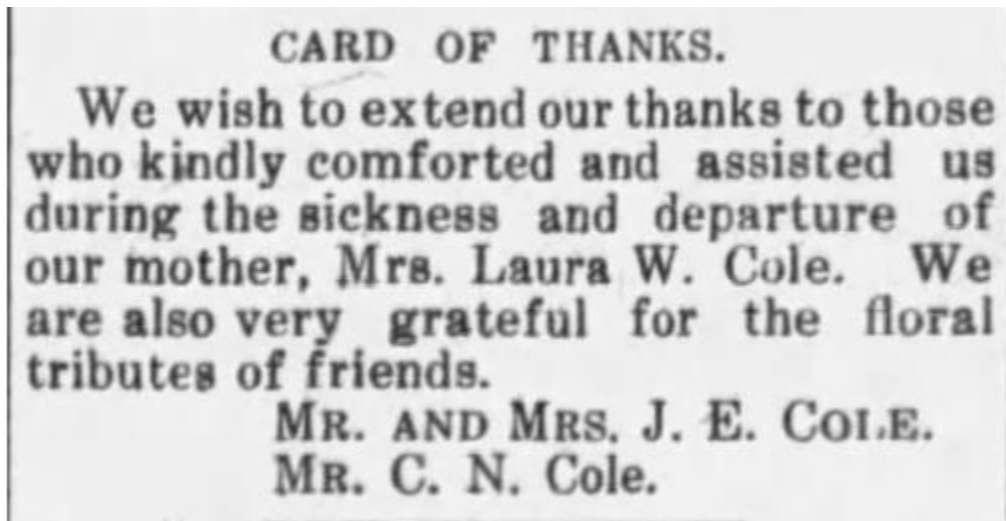 CARD OF THANKS.
We wish to extend our thanks to those
who kindly comforted and assisted us
during the sickness and departure of
our mother, Mrs. Laura W. Cole. We
are also very grateful for the floral
tributes of friends.
MR. AND MRS. J. E. COLE.
MR. C. N. Cole.